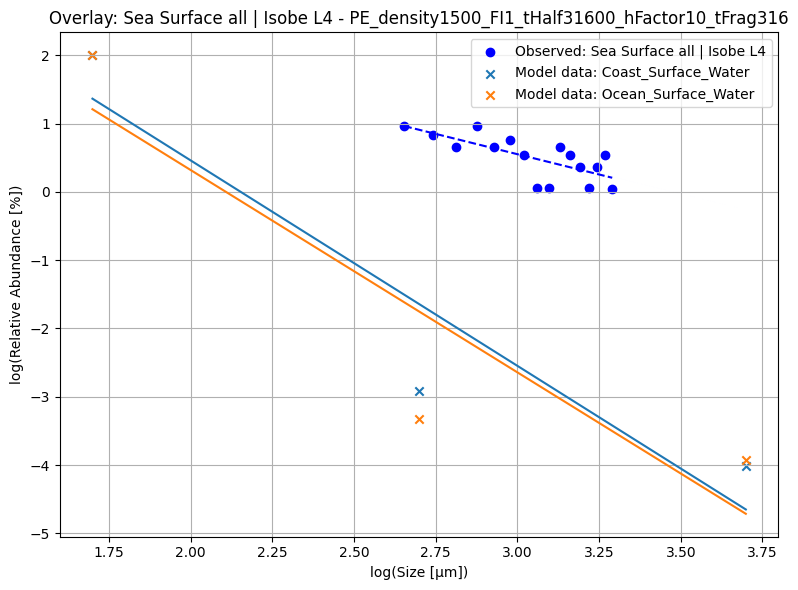 Overlay: Sea Surface all | Isobe L4 - PE_density1500_FI1_tHalf31600_hFactor10_tFrag316
Observed: Sea Surface all | Isobe L4
Model data: Coast_Surface_Water
Model data: Ocean_Surface_Water
log(Relative Abundance [%])
2
1
0
−1
−2
−3
−4
−5
1.75
2.00
2.25
2.50
2.75
3.00
3.25
3.50
3.75
log(Size [μm])